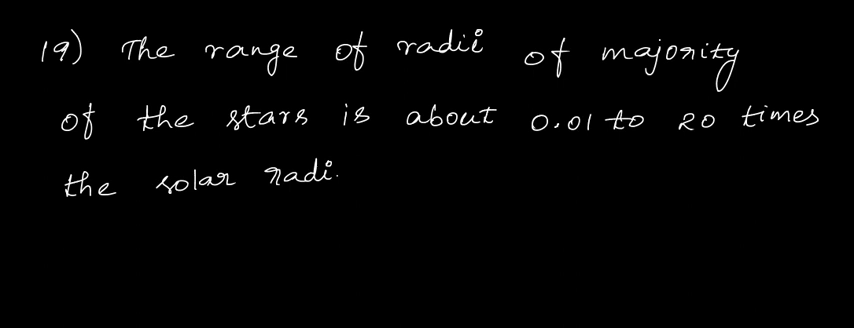 19) The range of radii of majority
of the stars is about 0.01 to 20 times
the solar radi.